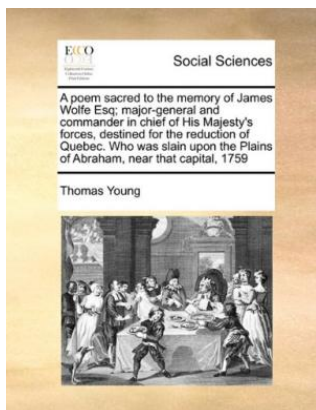 ECCO
Social Sciences
A poem sacred to the memory of James
Wolfe Esq; major-general and
commander in chief of His Majesty's
forces, destined for the reduction of
Quebec. Who was slain upon the Plains
of Abraham, near that capital, 1759
Thomas Young